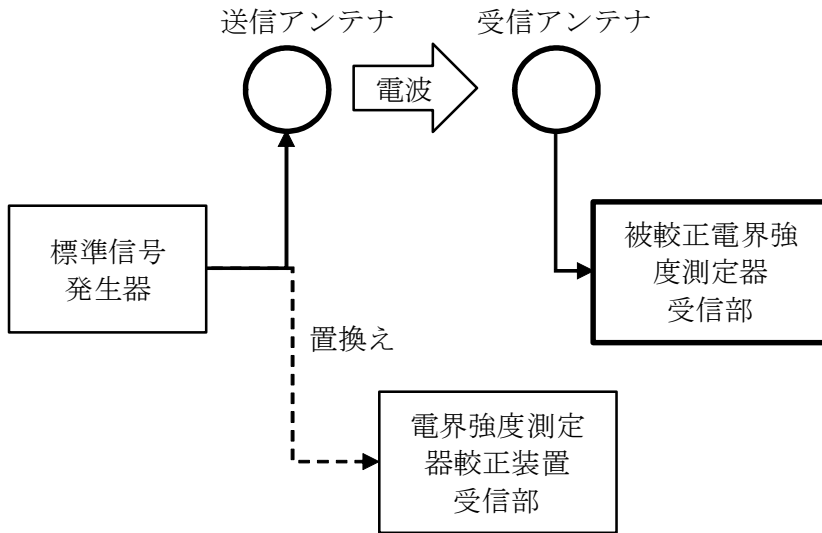 送信アンテナ
受信アンテナ
電波
標準信号
発生器
被較正電界強
度測定器
受信部
置換え
電界強度測定
器較正装置
受信部